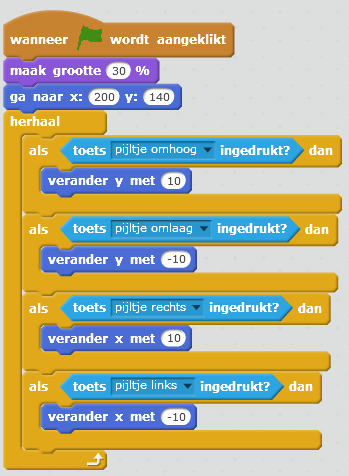 wanneer wordt aangeklikt
maak grootte 30 %
ga naar x: 200 y: 140
herhaal
als toets pijltje omhoog ingedrukt? dan
verander y met 10
als toets pijltje omlaag ingedrukt? dan
verander y met -10
als toets pijltje rechts ingedrukt? dan
verander x met 10
als toets pijltje links ingedrukt? dan
verander x met -10